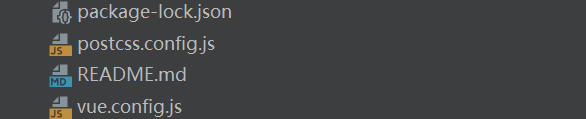 package-lock.json
JS postcss.config.js
MD README.md
JS vue.config.js